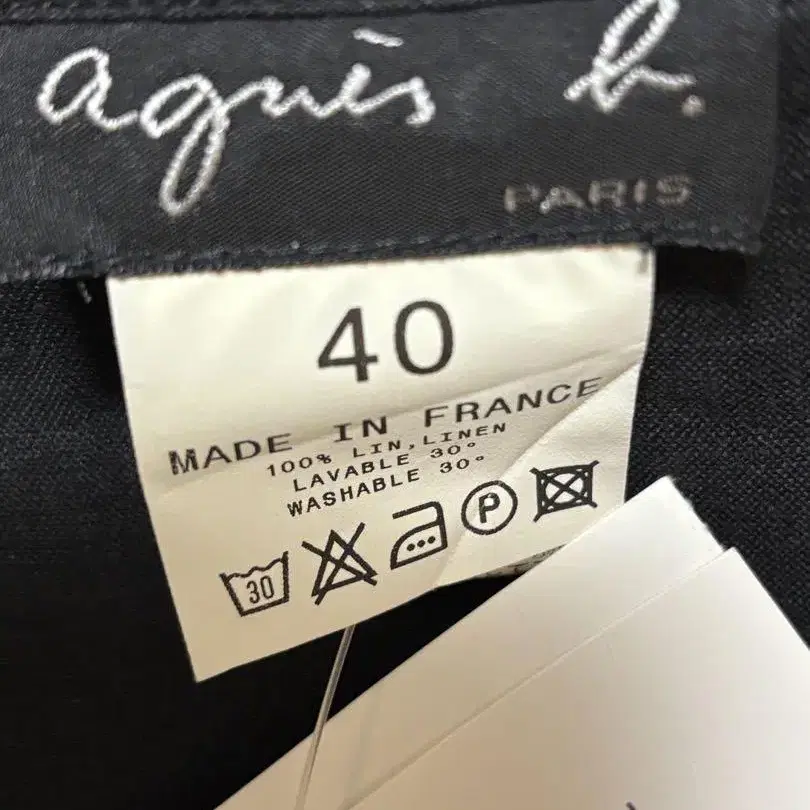 agnès b.
PARIS
40
MADE IN FRANCE
100% LIN,LINEN
LAVABLE 30°
WASHABLE 30°
30
P